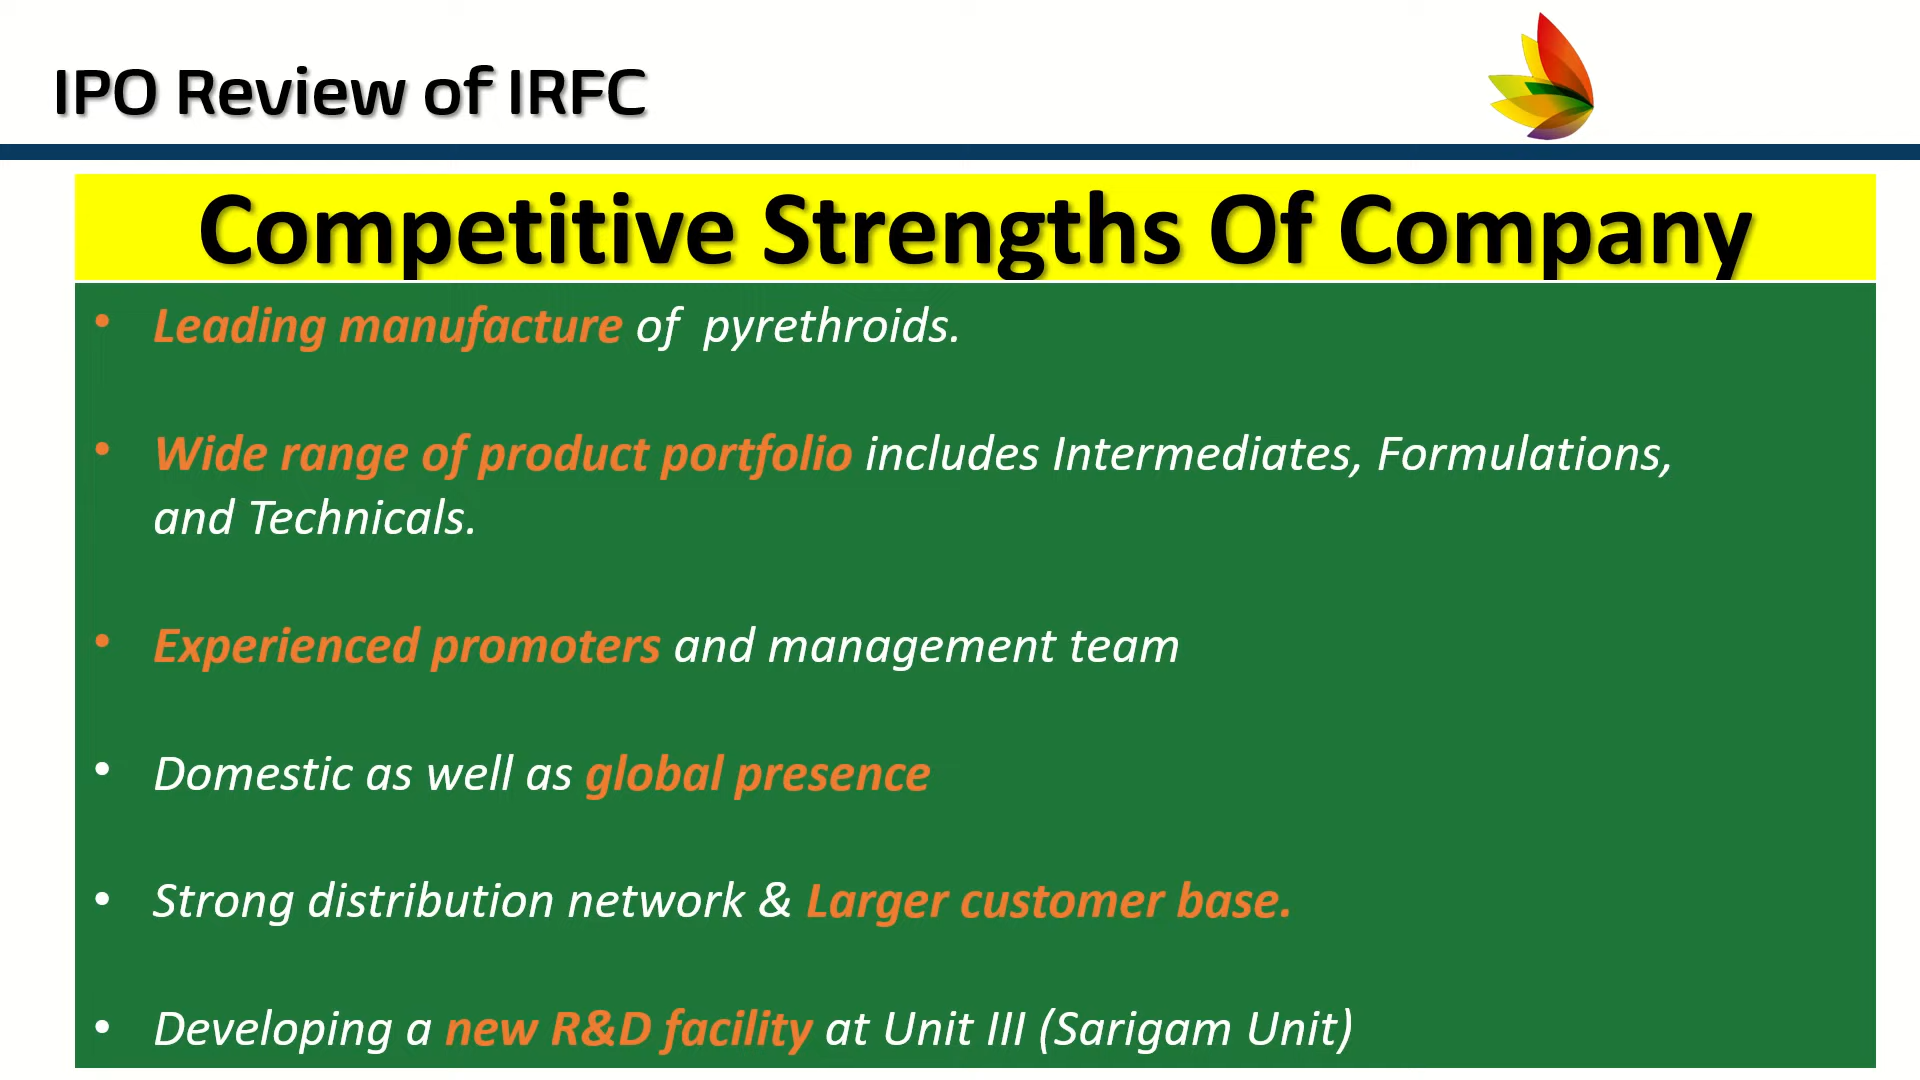 IPO Review of IRFC
Competitive Strengths Of Company
• Leading manufacture of pyrethroids.
• Wide range of product portfolio includes Intermediates, Formulations,
and Technicals.
• Experienced promoters and management team
• Domestic as well as global presence
• Strong distribution network & Larger customer base.
• Developing a new R&D facility at Unit III (Sarigam Unit)